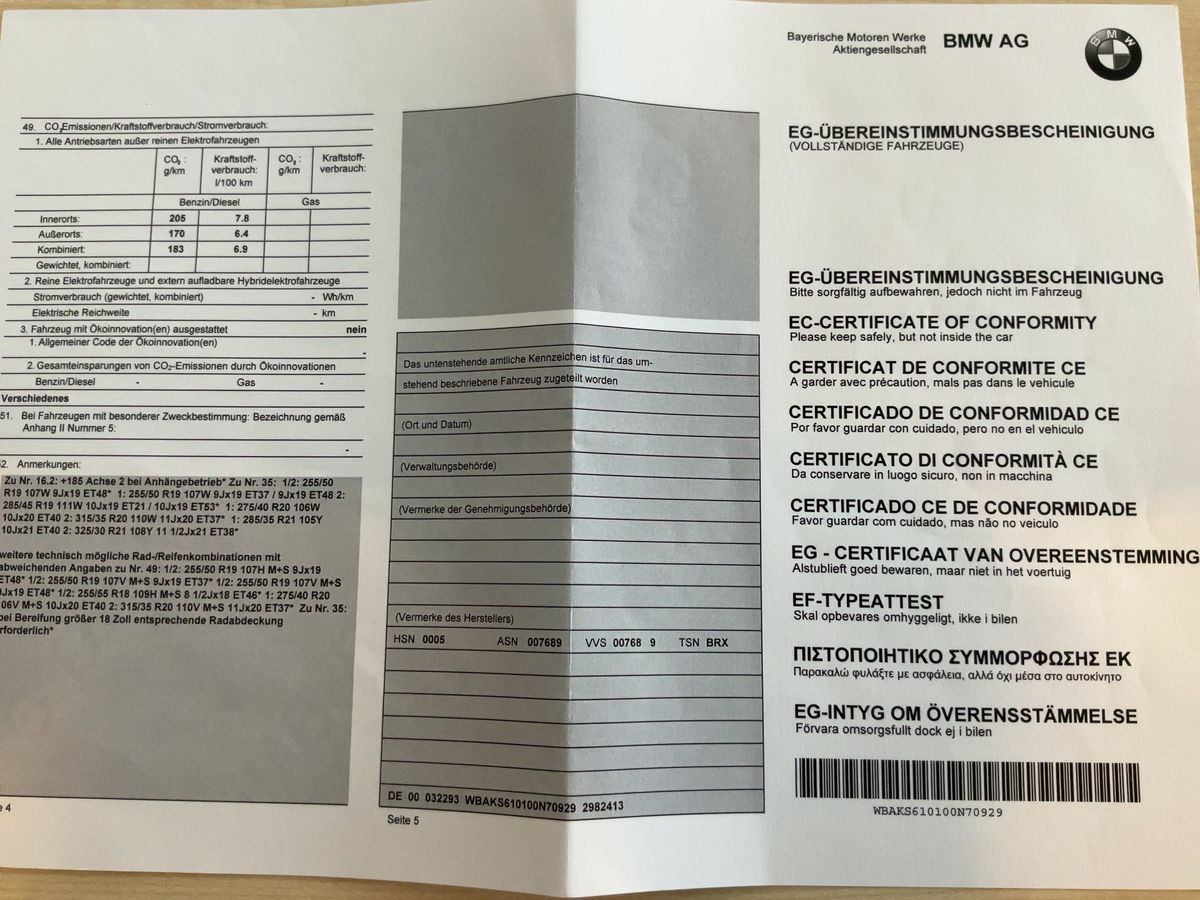 49. CO₂Emissionen/Kraftstoffverbrauch/Stromverbrauch:
1. Alle Antriebsarten außer reinen Elektrofahrzeugen
CO₂ : g/km Kraftstoff-verbrauch: l/100 km CO₂ : g/km Kraftstoff-verbrauch:
Benzin/Diesel Gas
Innerorts: 205 7.8
Außerorts: 170 6.4
Kombiniert: 183 6.9
Gewichtet, kombiniert:
2. Reine Elektrofahrzeuge und extern aufladbare Hybridelektrofahrzeuge
Stromverbrauch (gewichtet, kombiniert) - Wh/km
Elektrische Reichweite - km
3. Fahrzeug mit Ökoinnovation(en) ausgestattet nein
1. Allgemeiner Code der Ökoinnovation(en)
-
2. Gesamteinsparungen von CO₂-Emissionen durch Ökoinnovationen
Benzin/Diesel - Gas -
Verschiedenes
51. Bei Fahrzeugen mit besonderer Zweckbestimmung: Bezeichnung gemäß
Anhang II Nummer 5:
-
2. Anmerkungen:
Zu Nr. 16.2: +185 Achse 2 bei Anhängebetrieb* Zu Nr. 35: 1/2: 255/50
R19 107W 9Jx19 ET48* 1: 255/50 R19 107W 9Jx19 ET37 / 9Jx19 ET48 2:
285/45 R19 111W 10Jx19 ET21 / 10Jx19 ET53* 1: 275/40 R20 106W
10Jx20 ET40 2: 315/35 R20 110W 11Jx20 ET37* 1: 285/35 R21 105Y
10Jx21 ET40 2: 325/30 R21 108Y 11 1/2Jx21 ET38*
weitere technisch mögliche Rad-/Reifenkombinationen mit
abweichenden Angaben zu Nr. 49: 1/2: 255/50 R19 107H M+S 9Jx19
ET48* 1/2: 255/50 R19 107V M+S 9Jx19 ET37* 1/2: 255/50 R19 107V M+S
9Jx19 ET48* 1/2: 255/55 R18 109H M+S 8 1/2Jx18 ET46* 1: 275/40 R20
106V M+S 10Jx20 ET40 2: 315/35 R20 110V M+S 11Jx20 ET37* Zu Nr. 35:
bei Bereifung größer 18 Zoll entsprechende Radabdeckung
erforderlich*
e 4
Das untenstehende amtliche Kennzeichen ist für das um-
stehend beschriebene Fahrzeug zugeteilt worden
(Ort und Datum)
(Verwaltungsbehörde)
(Vermerke der Genehmigungsbehörde)
(Vermerke des Herstellers)
HSN 0005 ASN 007689 VVS 00768 9 TSN BRX
DE 00 032293 WBAKS610100N70929 2982413
Seite 5
Bayerische Motoren Werke
Aktiengesellschaft
BMW AG
BMW
EG-ÜBEREINSTIMMUNGSBESCHEINIGUNG
(VOLLSTÄNDIGE FAHRZEUGE)
EG-ÜBEREINSTIMMUNGSBESCHEINIGUNG
Bitte sorgfältig aufbewahren, jedoch nicht im Fahrzeug
EC-CERTIFICATE OF CONFORMITY
Please keep safely, but not inside the car
CERTIFICAT DE CONFORMITE CE
A garder avec précaution, mais pas dans le vehicule
CERTIFICADO DE CONFORMIDAD CE
Por favor guardar con cuidado, pero no en el vehiculo
CERTIFICATO DI CONFORMITÀ CE
Da conservare in luogo sicuro, non in macchina
CERTIFICADO CE DE CONFORMIDADE
Favor guardar com cuidado, mas não no veiculo
EG - CERTIFICAAT VAN OVEREENSTEMMING
Alstublieft goed bewaren, maar niet in het voertuig
EF-TYPEATTEST
Skal opbevares omhyggeligt, ikke i bilen
ΠΙΣΤΟΠΟΙΗΤΙΚΟ ΣΥΜΜΟΡΦΩΣΗΣ ΕΚ
Παρακαλώ φυλάξτε με ασφάλεια, αλλά όχι μέσα στο αυτοκίνητο
EG-INTYG OM ÖVERENSSTÄMMELSE
Förvara omsorgsfullt dock ej i bilen
WBAKS610100N70929